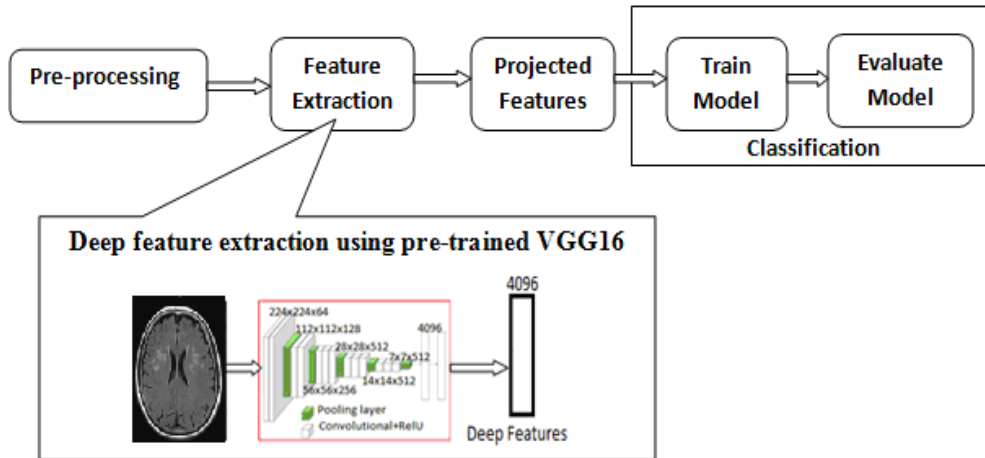 Pre-processing
Feature
Extraction
Projected
Features
Train
Model
Evaluate
Model
Classification
Deep feature extraction using pre-trained VGG16
224x224x64
112x112x128
56x56x256
28x28x512
14x14x512
7x7x512
4096
Pooling layer
Convolutional+RelU
4096
Deep Features